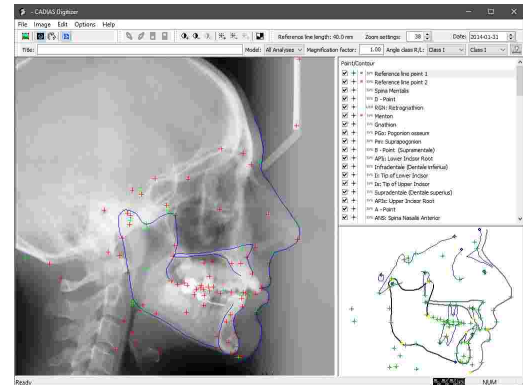 - CADIAS Digitizer
File Image Edit Options Help
Reference line length: 40.0 mm Zoom settings: 38 Date: 2014-01-31
Title: Model: All Analyses Magnification factor: 1.00 Angle class R/L: Class I Class I
Point/Contour
Reference line point 1
Reference line point 2
Spina Mentalis
D - Point
RGN: Retrognathion
Menton
Gnathion
PGo: Pogonion osseum
Pm: Suprapogonion
B - Point (Supramentale)
APIi: Lower Incisor Root
Infradentale (Dentale inferius)
Ii: Tip of Lower Incisor
Is: Tip of Upper Incisor
Supradentale (Dentale superius)
APIs: Upper Incisor Root
A - Point
ANS: Spina Nasalis Anterior
Ready NUM